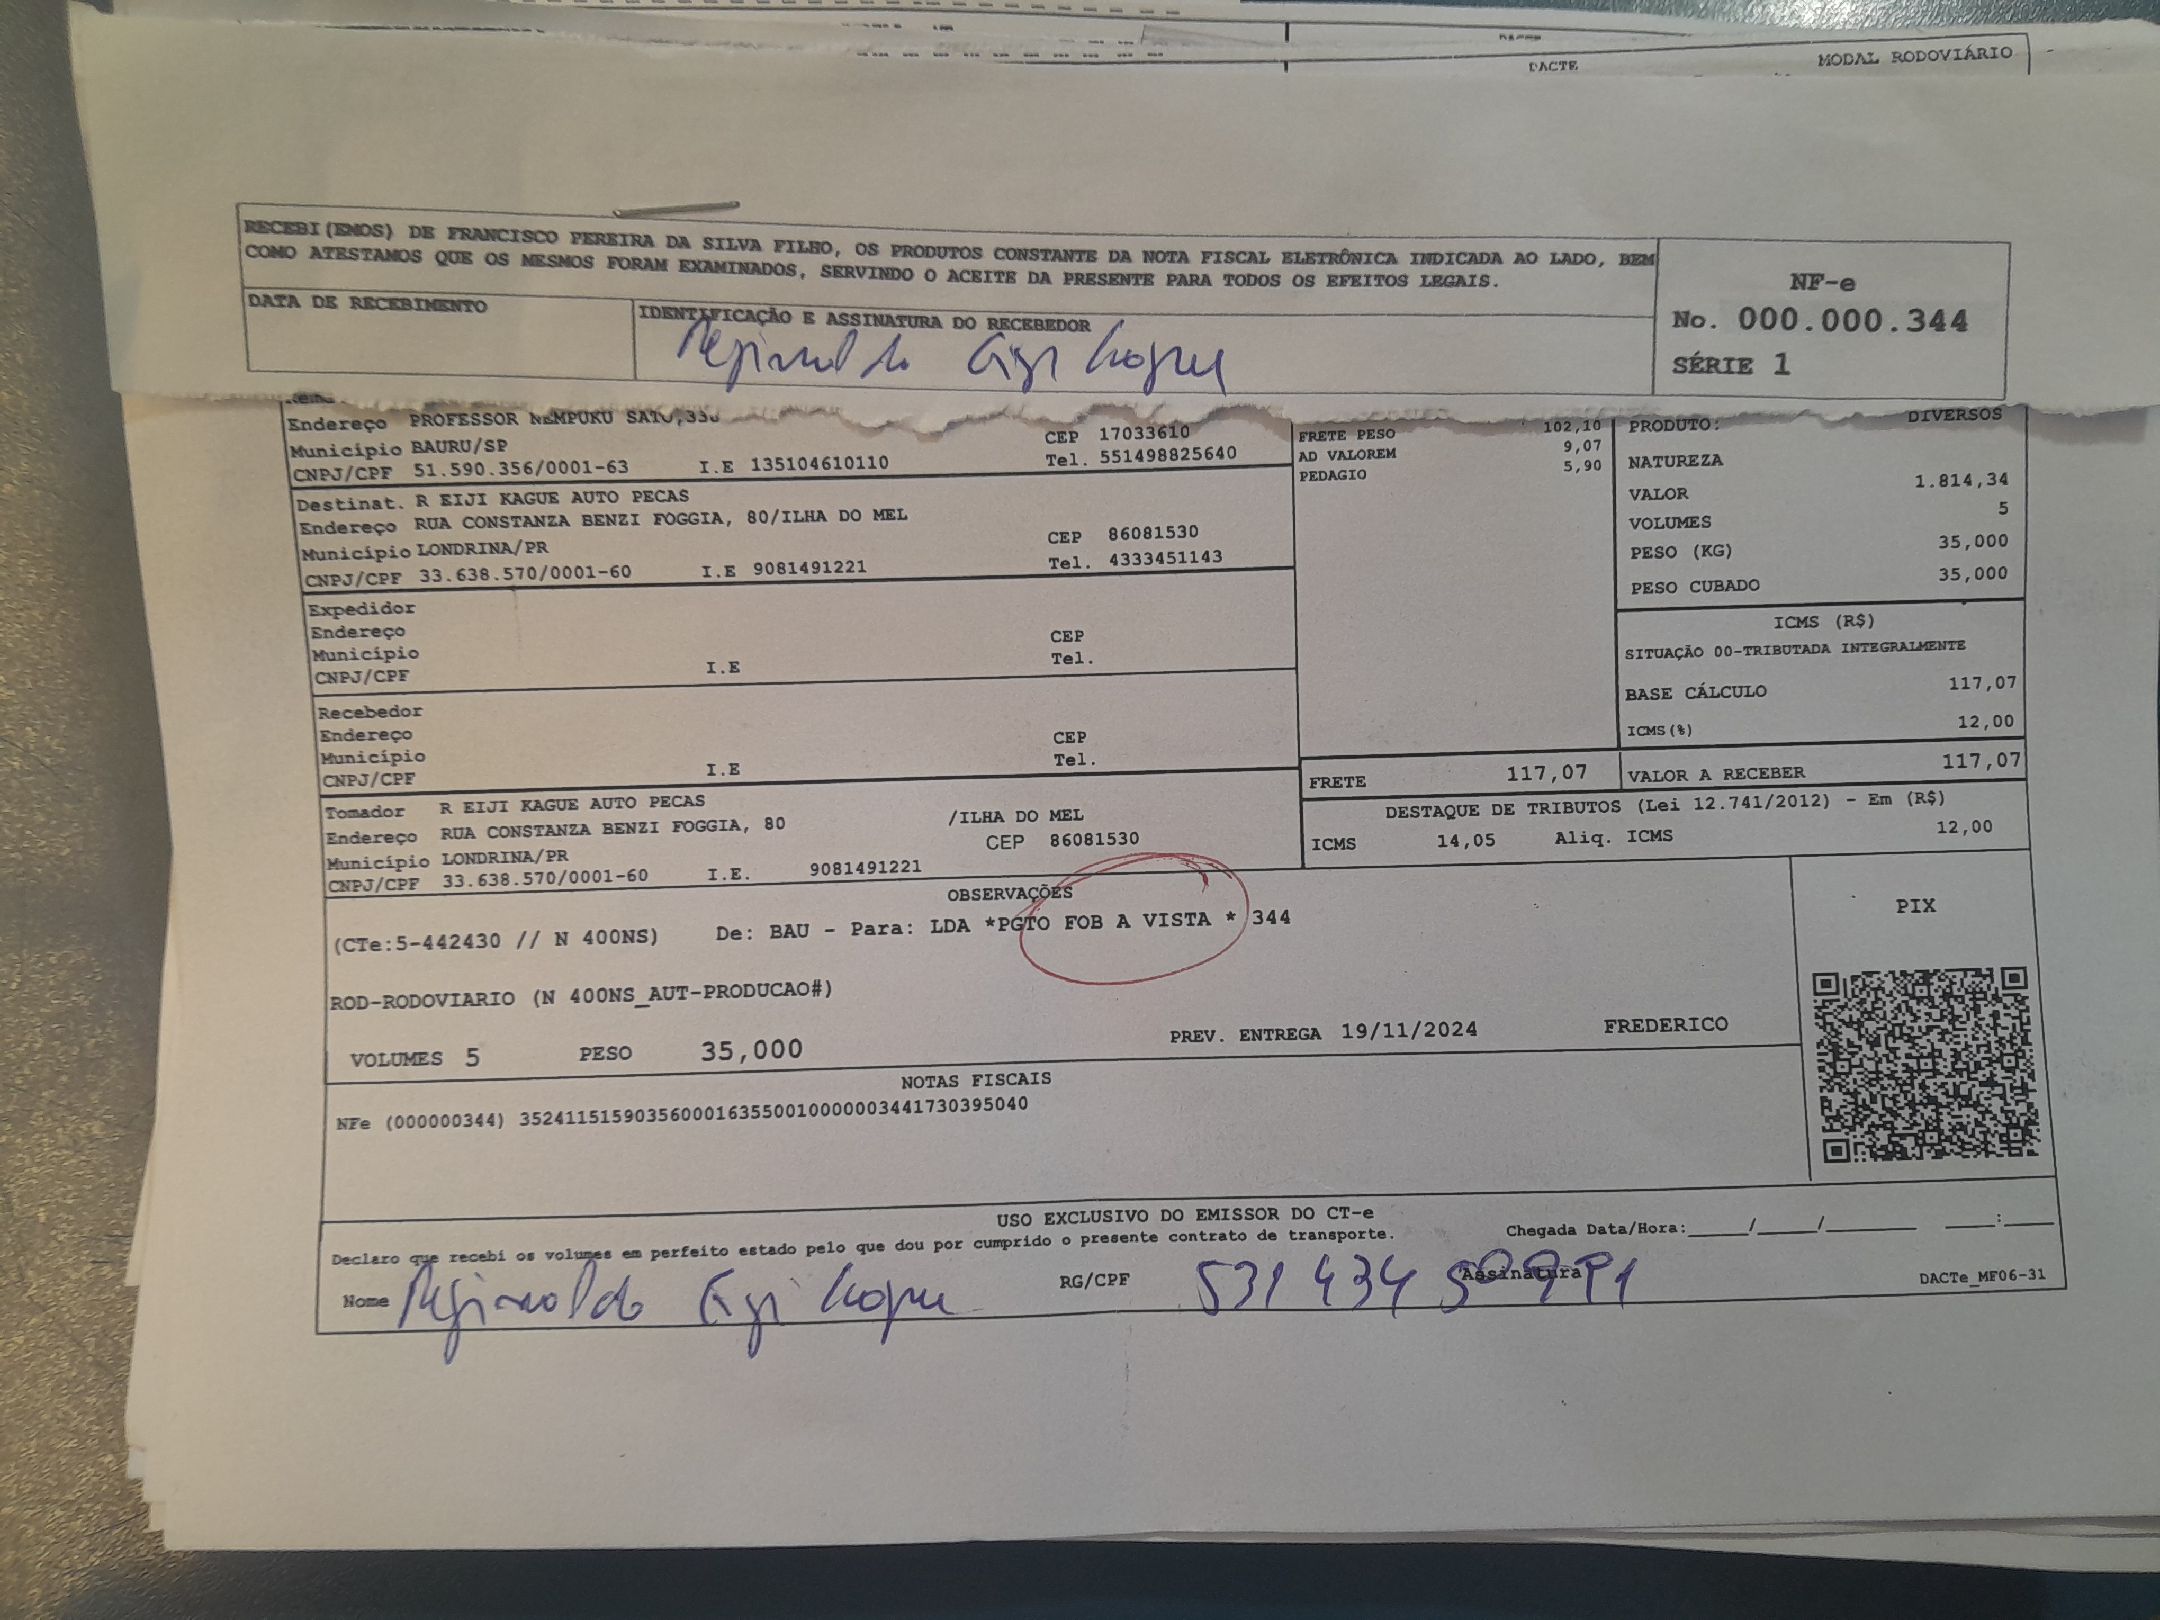 DACTE MODAL RODOVIÁRIO
RECEBI(EMOS) DE FRANCISCO PEREIRA DA SILVA FILHO, OS PRODUTOS CONSTANTE DA NOTA FISCAL ELETRÔNICA INDICADA AO LADO, BEM
COMO ATESTAMOS QUE OS MESMOS FORAM EXAMINADOS, SERVINDO O ACEITE DA PRESENTE PARA TODOS OS EFEITOS LEGAIS.
DATA DE RECEBIMENTO
IDENTIFICAÇÃO E ASSINATURA DO RECEBEDOR
Reginaldo Eiji Kague
NF-e
No. 000.000.344
SÉRIE 1
Endereço PROFESSOR NEMPUKU SATO,
Município BAURU/SP CEP 17033610
CNPJ/CPF 51.590.356/0001-63 I.E 135104610110 Tel. 551498825640
Destinat. R EIJI KAGUE AUTO PECAS
Endereço RUA CONSTANZA BENZI FOGGIA, 80/ILHA DO MEL
Município LONDRINA/PR CEP 86081530
CNPJ/CPF 33.638.570/0001-60 I.E 9081491221 Tel. 4333451143
Expedidor
Endereço
Município CEP
CNPJ/CPF I.E Tel.
Recebedor
Endereço
Município CEP
CNPJ/CPF I.E Tel.
Tomador R EIJI KAGUE AUTO PECAS
Endereço RUA CONSTANZA BENZI FOGGIA, 80 /ILHA DO MEL
Município LONDRINA/PR CEP 86081530
CNPJ/CPF 33.638.570/0001-60 I.E. 9081491221
FRETE PESO 102,10
AD VALOREM 9,07
PEDAGIO 5,90
FRETE 117,07
PRODUTO: DIVERSOS
NATUREZA
VALOR 1.814,34
VOLUMES 5
PESO (KG) 35,000
PESO CUBADO 35,000
ICMS (R$)
SITUAÇÃO 00-TRIBUTADA INTEGRALMENTE
BASE CÁLCULO 117,07
ICMS(%) 12,00
VALOR A RECEBER 117,07
DESTAQUE DE TRIBUTOS (Lei 12.741/2012) - Em (R$)
ICMS 14,05 Aliq. ICMS 12,00
OBSERVAÇÕES
(CTe:5-442430 // N 400NS) De: BAU - Para: LDA *PGTO FOB A VISTA * 344
ROD-RODOVIARIO (N 400NS_AUT-PRODUCAO#)
VOLUMES 5 PESO 35,000 PREV. ENTREGA 19/11/2024 FREDERICO
PIX
NOTAS FISCAIS
NFe (000000344) 35241151590356000163550010000003441730395040
USO EXCLUSIVO DO EMISSOR DO CT-e
Declaro que recebi os volumes em perfeito estado pelo que dou por cumprido o presente contrato de transporte. Chegada Data/Hora:_____/_____/_______ ____:____
Nome Reginaldo Eiji Kague RG/CPF Assinatura DACTe_MF06-31